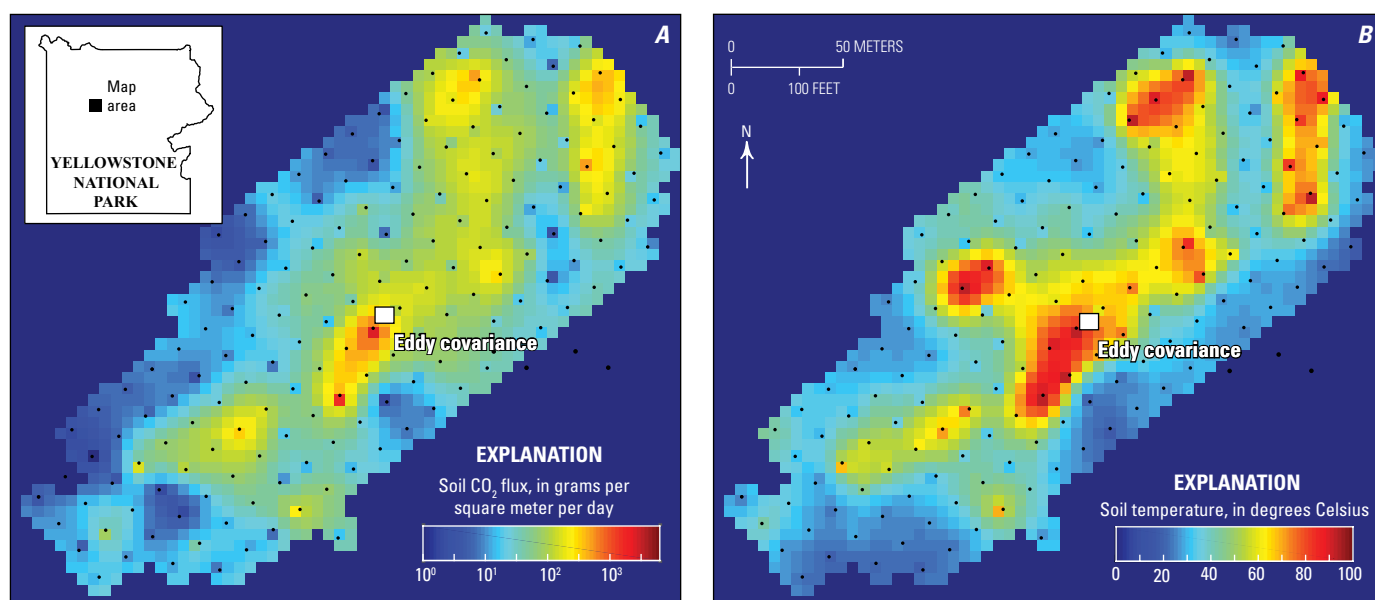 A
Map
area
YELLOWSTONE
NATIONAL
PARK
Eddy covariance
EXPLANATION
Soil CO₂ flux, in grams per
square meter per day
10⁰ 10¹ 10² 10³
B
0 50 METERS
0 100 FEET
N
Eddy covariance
EXPLANATION
Soil temperature, in degrees Celsius
0 20 40 60 80 100